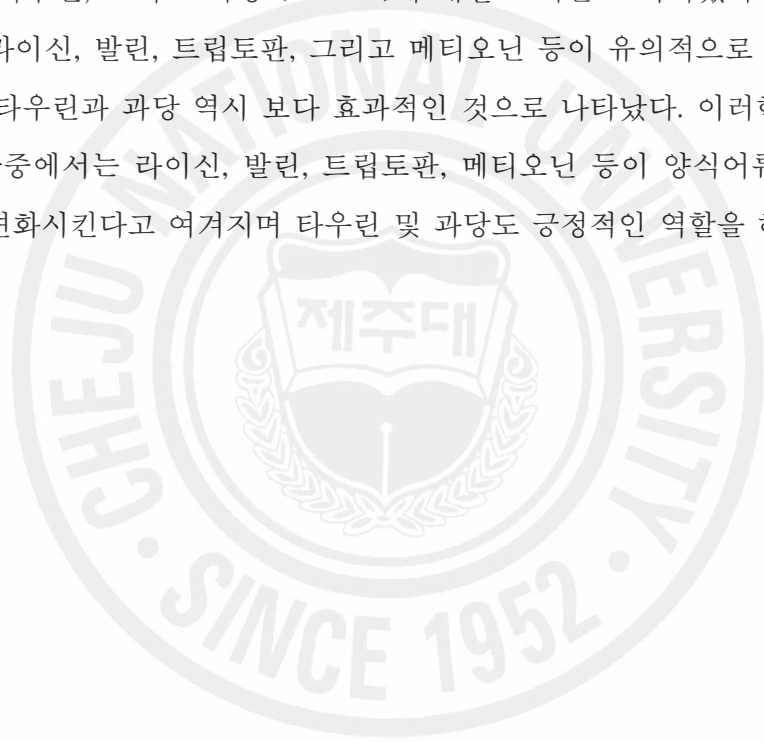 라이신, 발린, 트립토판, 그리고 메티오닌 등이 유의적으로
타우린과 과당 역시 보다 효과적인 것으로 나타났다. 이러한
중에서는 라이신, 발린, 트립토판, 메티오닌 등이 양식어류
변화시킨다고 여겨지며 타우린 및 과당도 긍정적인 역할을
CHEJU NATIONAL UNIVERSITY
제주대
SINCE 1952